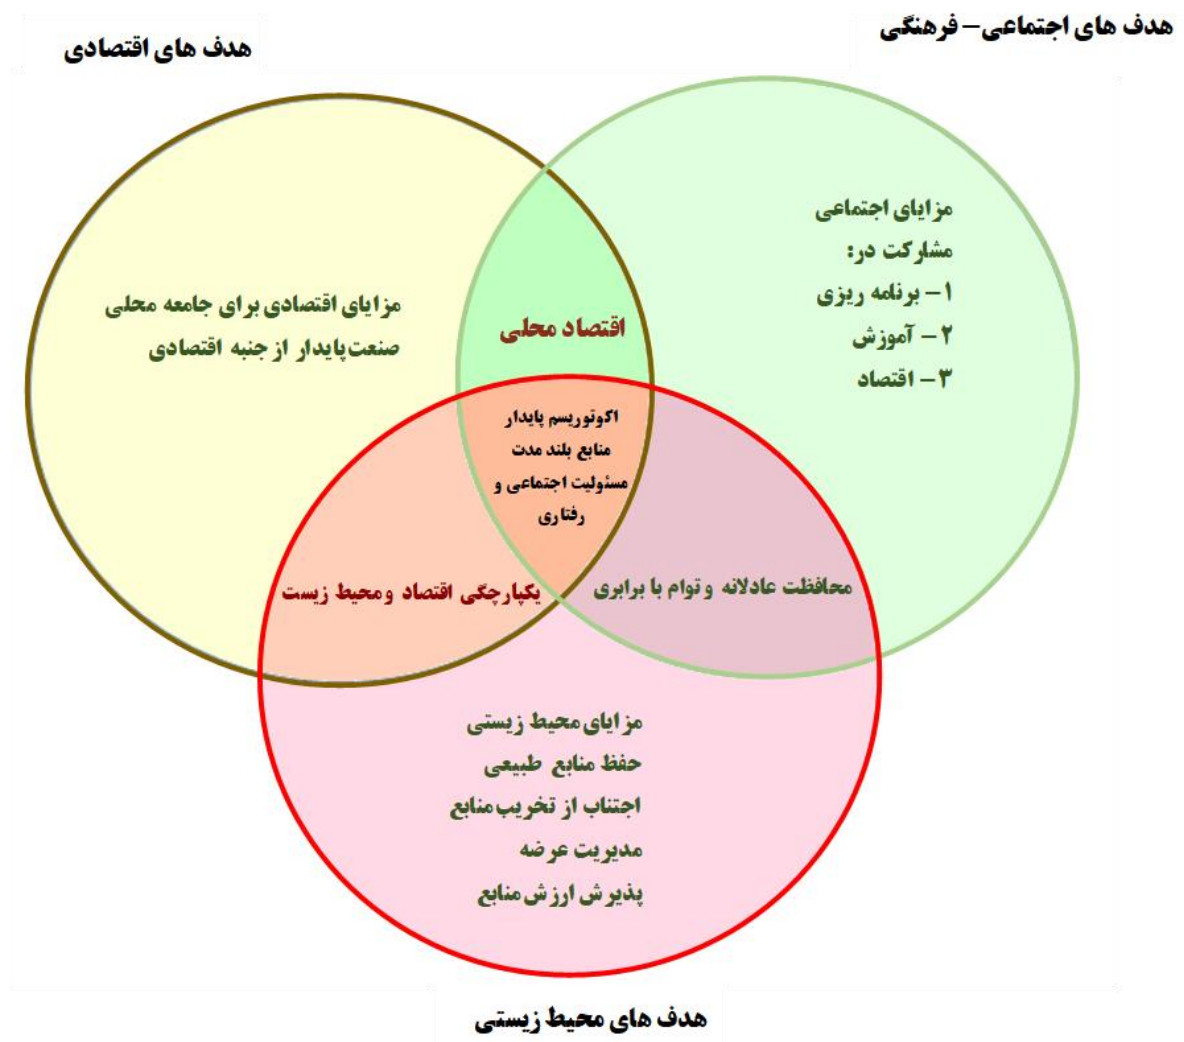 هدف های اجتماعی – فرهنگی
هدف های اقتصادی
مزایای اجتماعی
مشارکت در:
۱ – برنامه ریزی
۲ – آموزش
۳ – اقتصاد
مزایای اقتصادی برای جامعه محلی
صنعت پایدار از جنبه اقتصادی
اقتصاد محلی
اکوتوریسم پایدار
منابع بلند مدت
مسئولیت اجتماعی و
رفتاری
محافظت عادلانه و توام با برابری
یکپارچگی اقتصاد ومحیط زیست
مزایای محیط زیستی
حفظ منابع طبیعی
اجتناب از تخریب منابع
مدیریت عرضه
پذیرش ارزش منابع
هدف های محیط زیستی